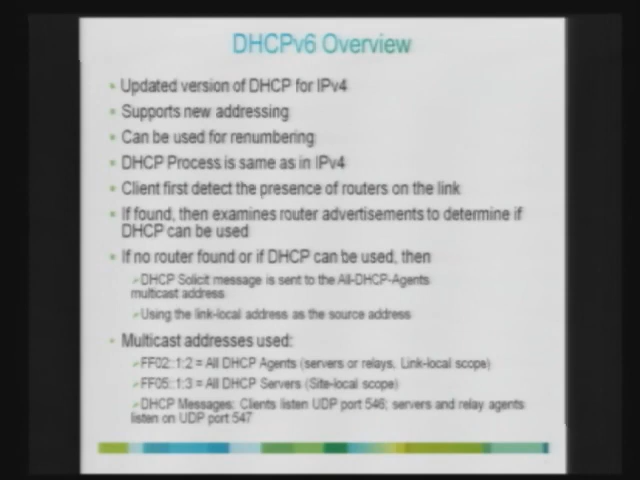 DHCPv6 Overview
Updated version of DHCP for IPv4
Supports new addressing
Can be used for renumbering
DHCP Process is same as in IPv4
Client first detect the presence of routers on the link
If found, then examines router advertisements to determine if
DHCP can be used
If no router found or if DHCP can be used, then
DHCP Solicit message is sent to the All-DHCP-Agents
multicast address
Using the link-local address as the source address
Multicast addresses used:
FF02::1:2 = All DHCP Agents (servers or relays, Link-local scope)
FF05::1:3 = All DHCP Servers (Site-local scope)
DHCP Messages: Clients listen UDP port 546; servers and relay agents
listen on UDP port 547